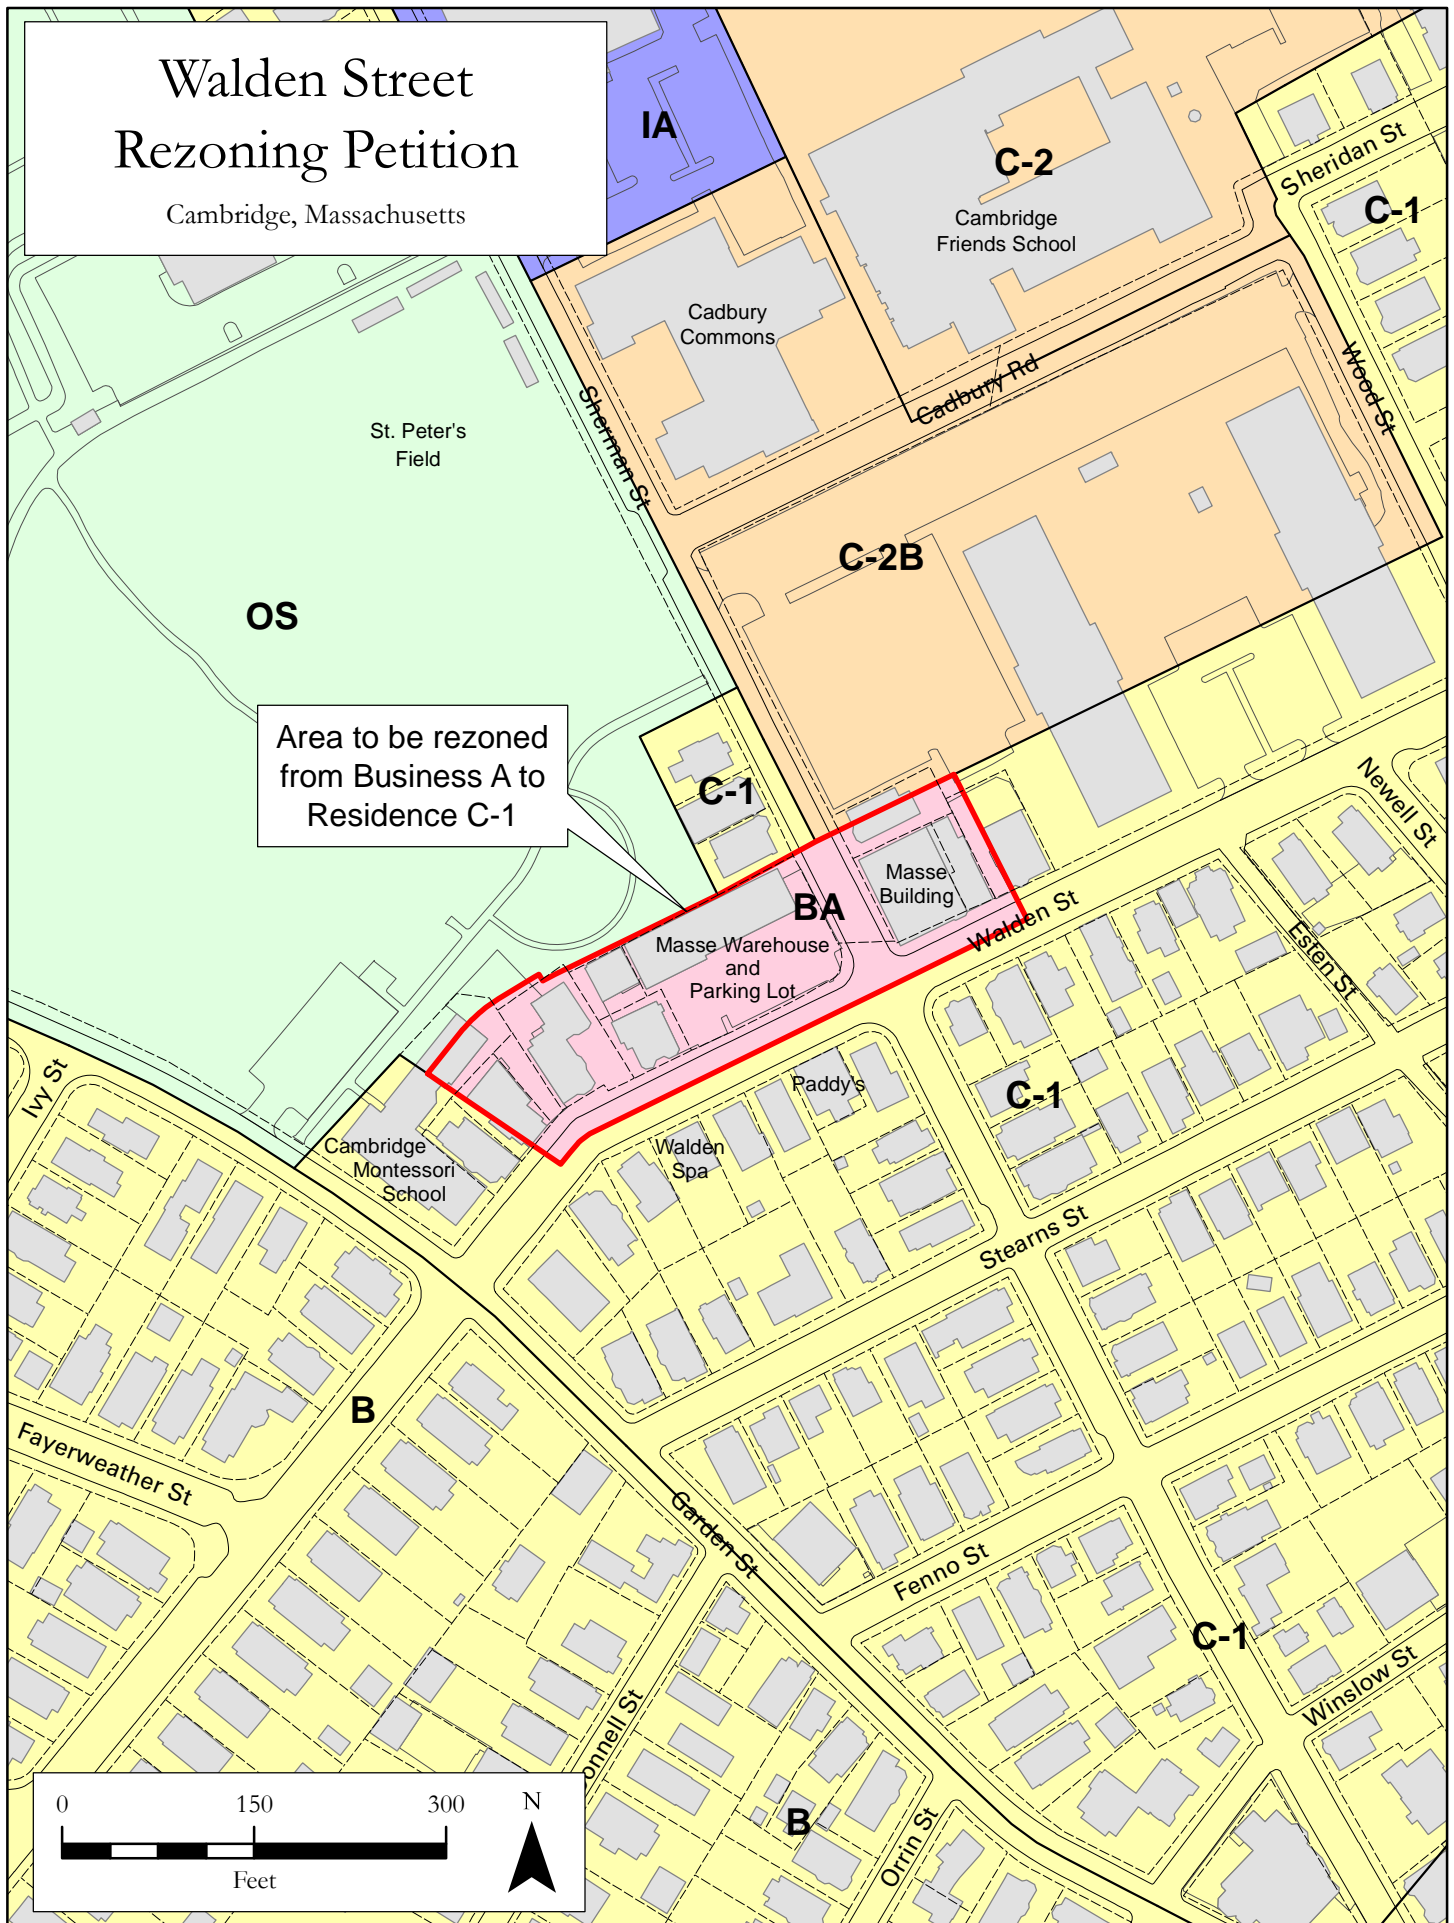 Walden Street
Rezoning Petition
Cambridge, Massachusetts
IA
C-2
Cambridge
Friends School
Sheridan St
C-1
Cadbury
Commons
Cadbury Rd
Wood St
Sherman St
St. Peter's
Field
C-2B
OS
Area to be rezoned
from Business A to
Residence C-1
C-1
Newell St
Masse
Building
BA
Walden St
Masse Warehouse
and
Parking Lot
Esten St
Ivy St
Paddy's
C-1
Cambridge
Montessori
School
Walden
Spa
Stearns St
B
Fayerweather St
Garden St
Fenno St
C-1
Winslow St
onnell St
B
Orrin St
0 150 300
Feet
N